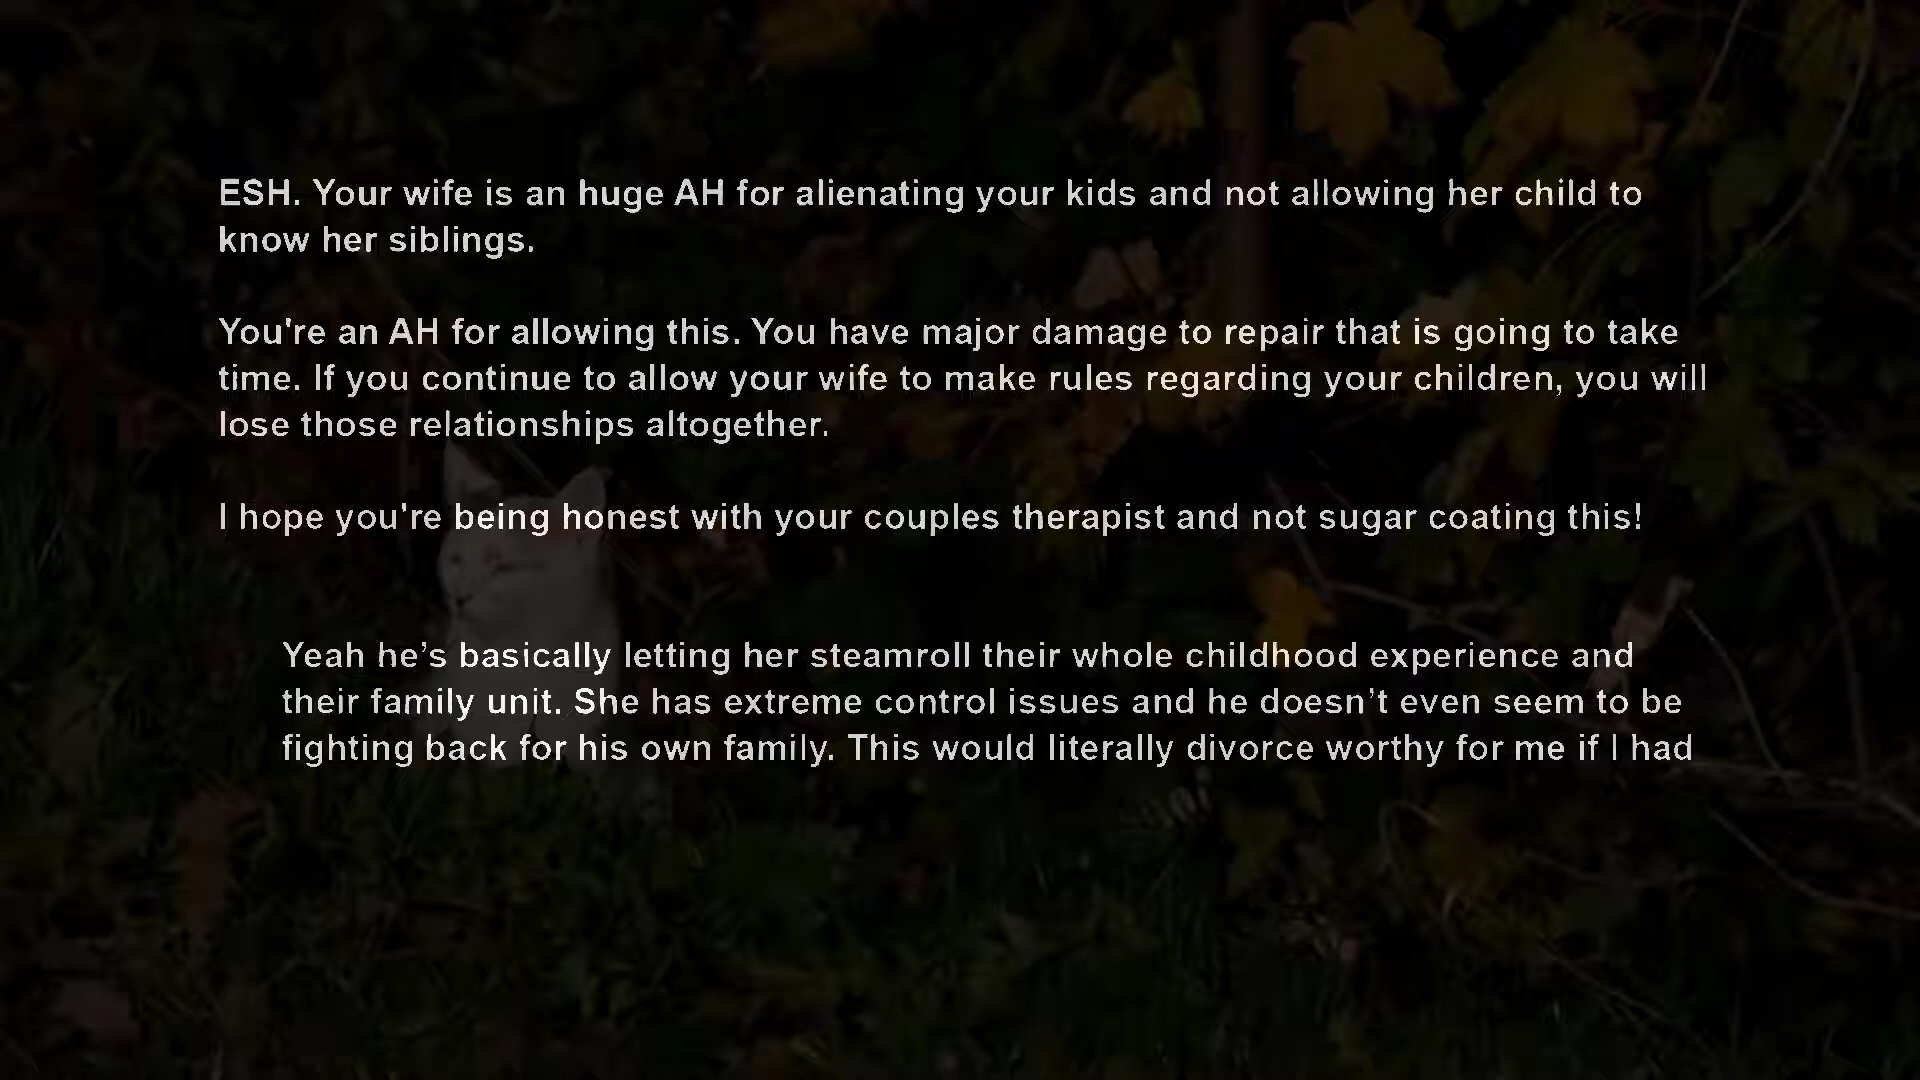 ESH. Your wife is an huge AH for alienating your kids and not allowing her child to
know her siblings.
You're an AH for allowing this. You have major damage to repair that is going to take
time. If you continue to allow your wife to make rules regarding your children, you will
lose those relationships altogether.
I hope you're being honest with your couples therapist and not sugar coating this!
Yeah he’s basically letting her steamroll their whole childhood experience and
their family unit. She has extreme control issues and he doesn’t even seem to be
fighting back for his own family. This would literally divorce worthy for me if I had